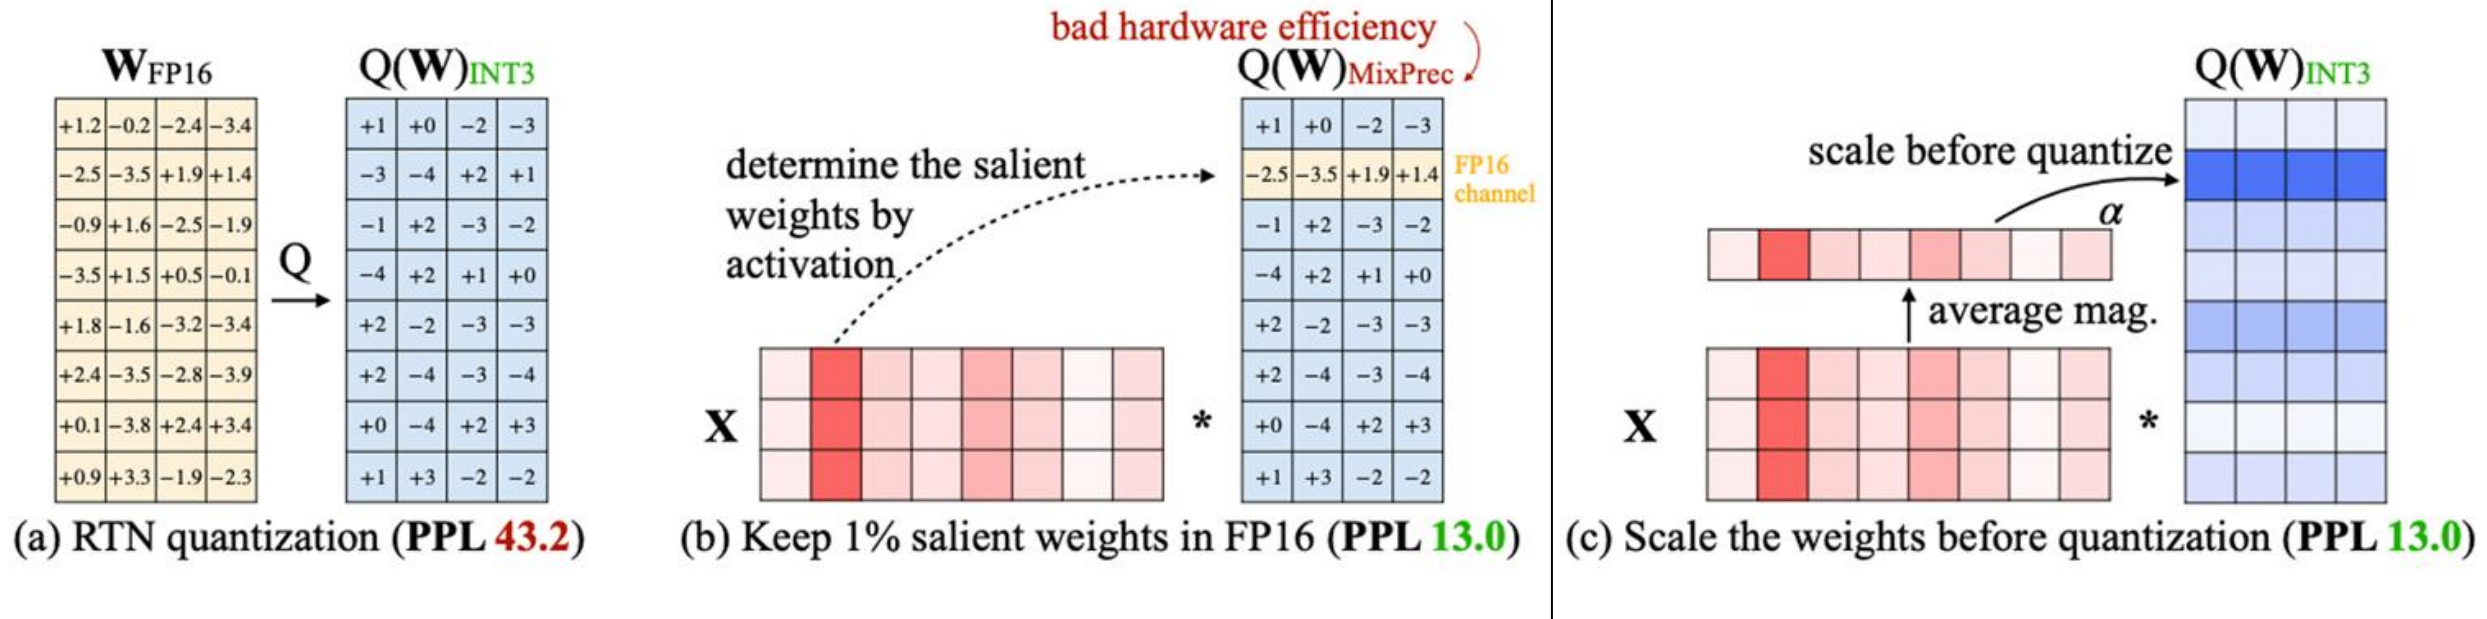 W_FP16
+1.2 −0.2 −2.4 −3.4
−2.5 −3.5 +1.9 +1.4
−0.9 +1.6 −2.5 −1.9
−3.5 +1.5 +0.5 −0.1
+1.8 −1.6 −3.2 −3.4
+2.4 −3.5 −2.8 −3.9
+0.1 −3.8 +2.4 +3.4
+0.9 +3.3 −1.9 −2.3
Q
Q(W)_INT3
+1 +0 −2 −3
−3 −4 +2 +1
−1 +2 −3 −2
−4 +2 +1 +0
+2 −2 −3 −3
+2 −4 −3 −4
+0 −4 +2 +3
+1 +3 −2 −2
(a) RTN quantization (PPL 43.2)
bad hardware efficiency
Q(W)_MixPrec
determine the salient
weights by
activation
+1 +0 −2 −3
−2.5 −3.5 +1.9 +1.4
−1 +2 −3 −2
−4 +2 +1 +0
+2 −2 −3 −3
+2 −4 −3 −4
+0 −4 +2 +3
+1 +3 −2 −2
FP16
channel
X
*
(b) Keep 1% salient weights in FP16 (PPL 13.0)
Q(W)_INT3
scale before quantize
α
average mag.
X
*
(c) Scale the weights before quantization (PPL 13.0)